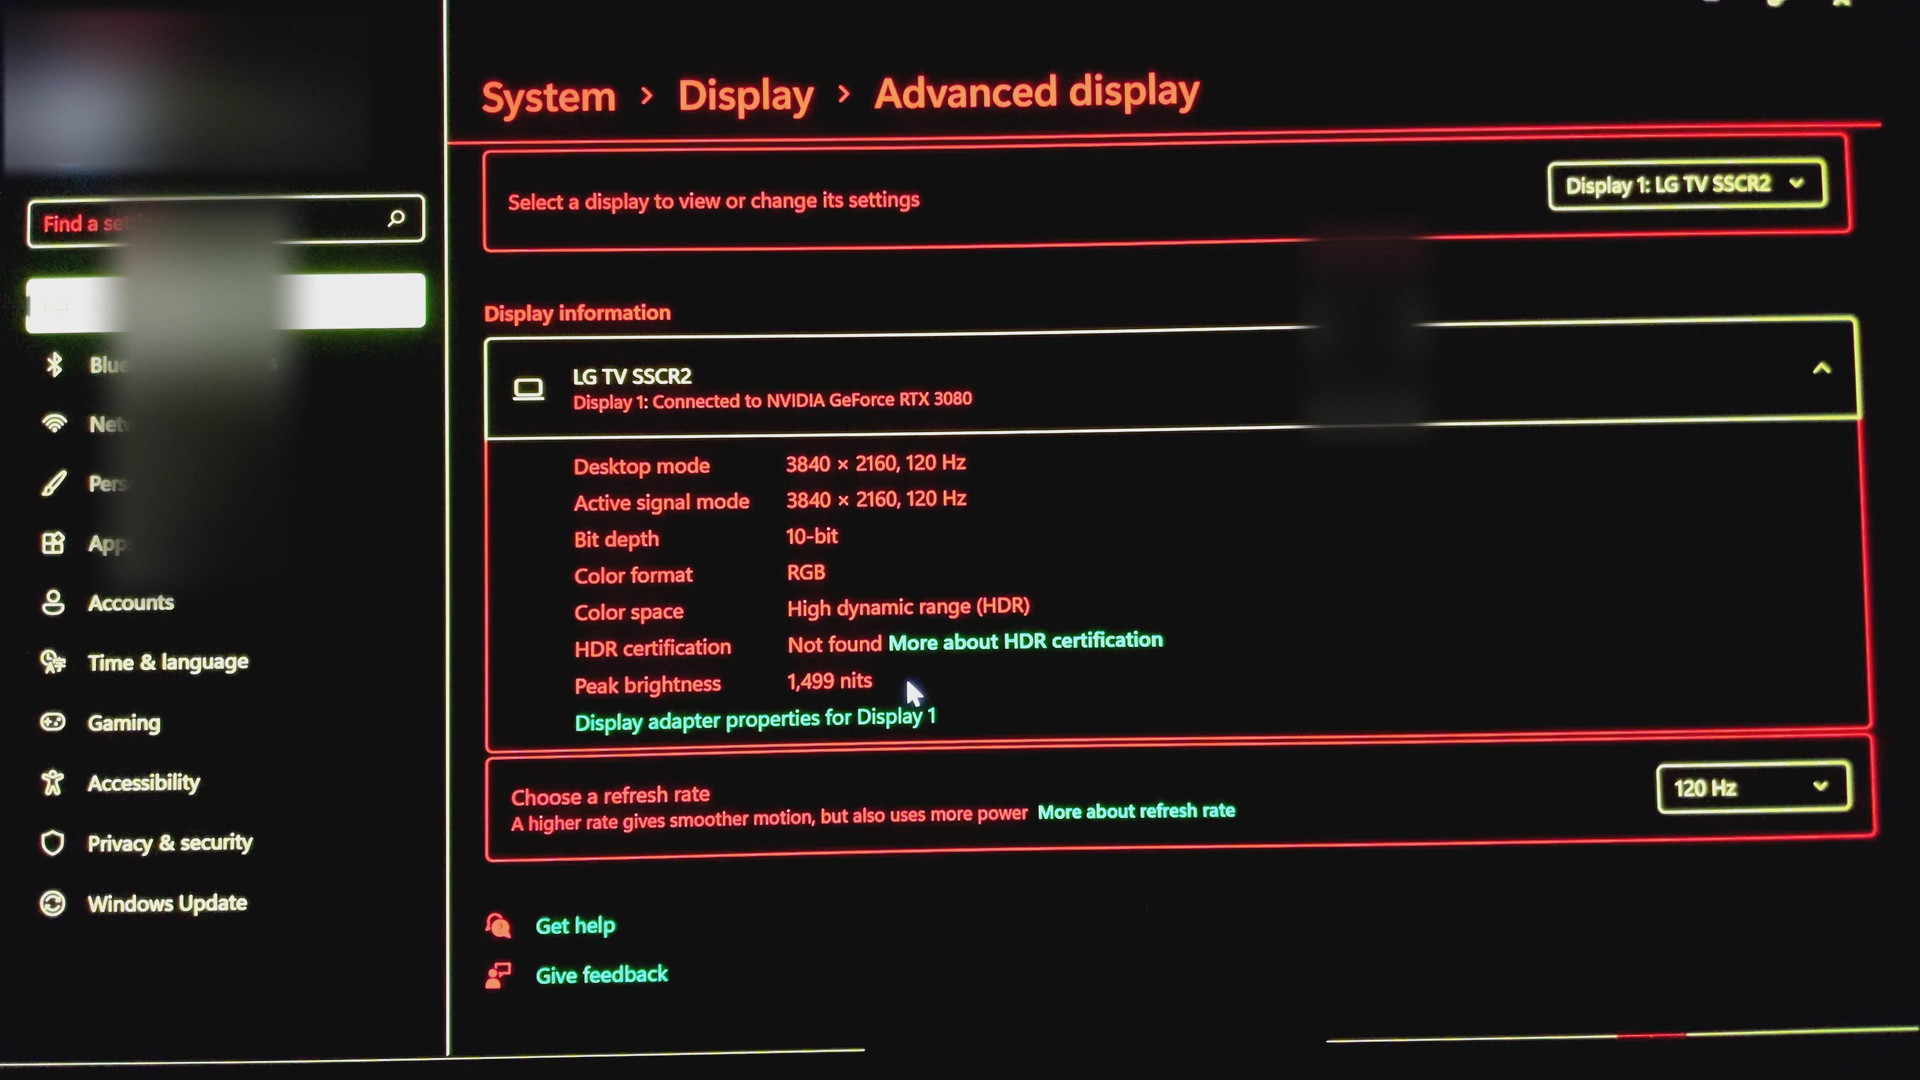 System > Display > Advanced display
Select a display to view or change its settings
Display 1: LG TV SSCR2
Find a
Display information
LG TV SSCR2
Display 1: Connected to NVIDIA GeForce RTX 3080
Desktop mode 3840 × 2160, 120 Hz
Active signal mode 3840 × 2160, 120 Hz
Bit depth 10-bit
Color format RGB
Color space High dynamic range (HDR)
HDR certification Not found More about HDR certification
Peak brightness 1,499 nits
Display adapter properties for Display 1
Choose a refresh rate
A higher rate gives smoother motion, but also uses more power More about refresh rate
120 Hz
Get help
Give feedback
Accounts
Time & language
Gaming
Accessibility
Privacy & security
Windows Update